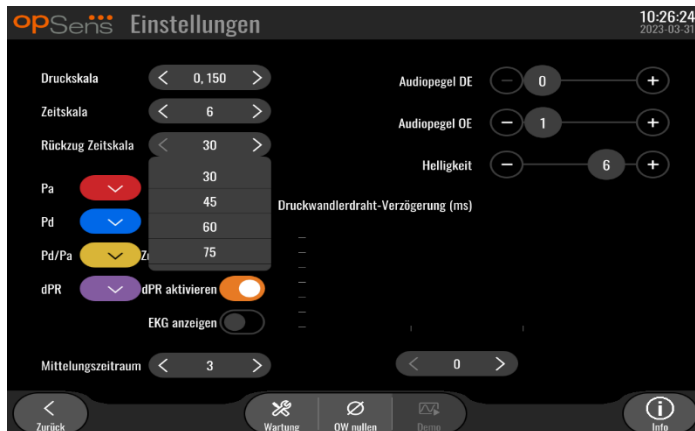 opSens Einstellungen
10:26:24
2023-03-31
Druckskala 0, 150
Zeitskala 6
Rückzug Zeitskala 30
30
45
60
75
Pa
Pd
Pd/Pa
dPR dPR aktivieren
EKG anzeigen
Mittelungszeitraum 3
Audiopegel DE 0
Audiopegel OE 1
Helligkeit 6
Druckwandlerdraht-Verzögerung (ms)
0
Zurück
Wartung
OW nullen
Demo
Info